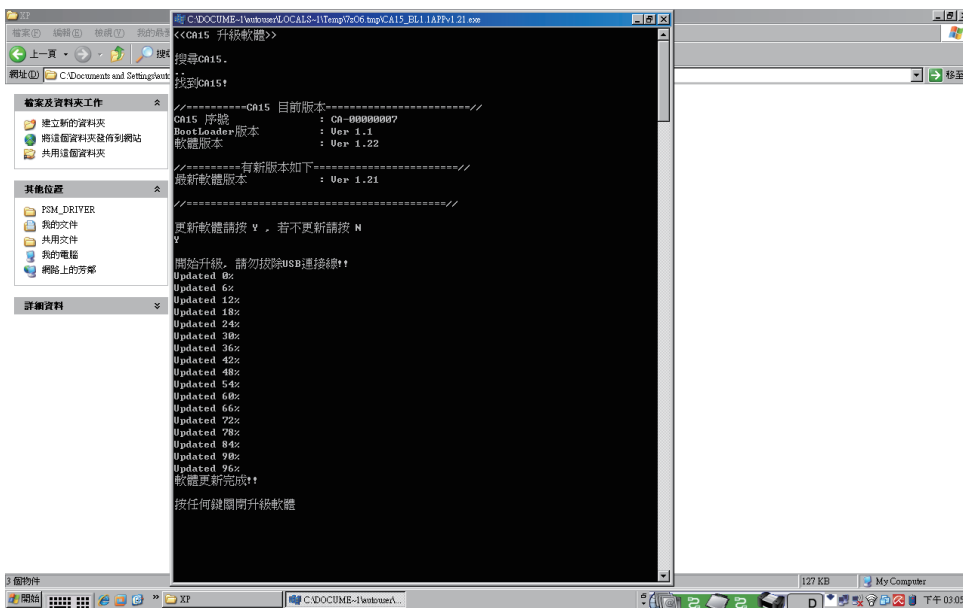 XP
檔案(F) 編輯(E) 檢視(V) 我的最
上一頁
網址(D) C:\Documents and Settings\auto
移至
檔案及資料夾工作
建立新的資料夾
將這個資料夾發佈到網站
共用這個資料夾
其他位置
PSM_DRIVER
我的文件
共用文件
我的電腦
網路上的芳鄰
詳細資料
C:\DOCUME~1\autouser\LOCALS~1\Temp\7zO6.tmp\CA15_BL1.1APPv1.21.exe
<<CA15 升級軟體>>
搜尋CA15.
..
找到CA15!
//==========CA15 目前版本========================//
CA15 序號 : CA-00000007
BootLoader版本 : Ver 1.1
軟體版本 : Ver 1.22
//=========有新版本如下========================//
最新軟體版本 : Ver 1.21
//===========================================//
更新軟體請按 Y , 若不更新請按 N
Y
開始升級, 請勿拔除USB連接線!!
Updated 0%
Updated 6%
Updated 12%
Updated 18%
Updated 24%
Updated 30%
Updated 36%
Updated 42%
Updated 48%
Updated 54%
Updated 60%
Updated 66%
Updated 72%
Updated 78%
Updated 84%
Updated 90%
Updated 96%
軟體更新完成!!
按任何鍵關閉升級軟體
3 個物件
127 KB
My Computer
開始
XP
C:\DOCUME~1\autouser\...
D
下午 03:05